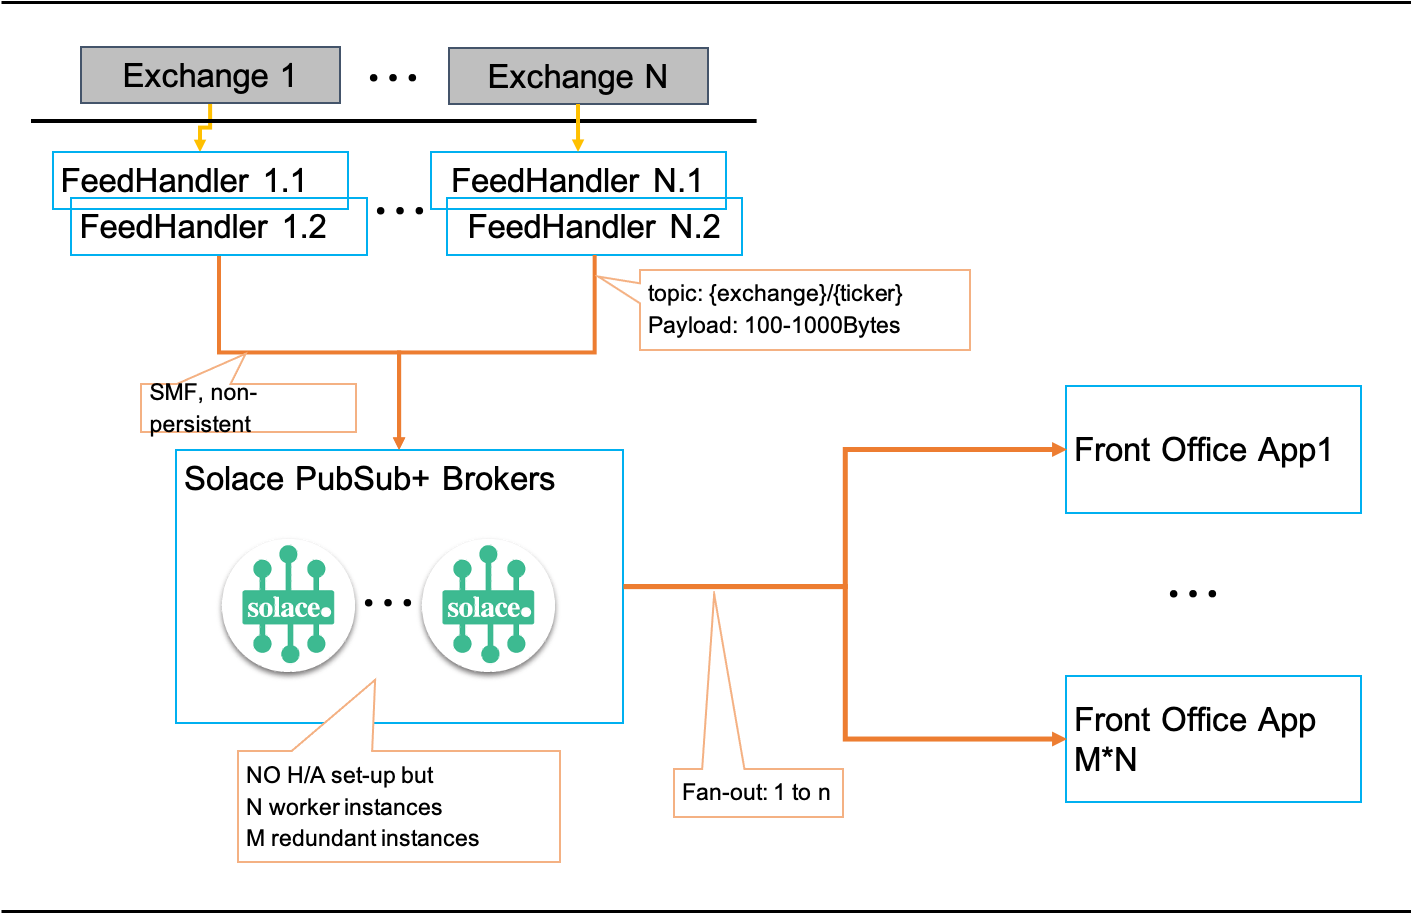 Exchange 1
• • •
Exchange N
FeedHandler 1.1
FeedHandler 1.2
• • •
FeedHandler N.1
FeedHandler N.2
topic: {exchange}/{ticker}
Payload: 100-1000Bytes
SMF, non-
persistent
Solace PubSub+ Brokers
solace.
• • •
solace.
NO H/A set-up but
N worker instances
M redundant instances
Fan-out: 1 to n
Front Office App1
• • •
Front Office App
M*N